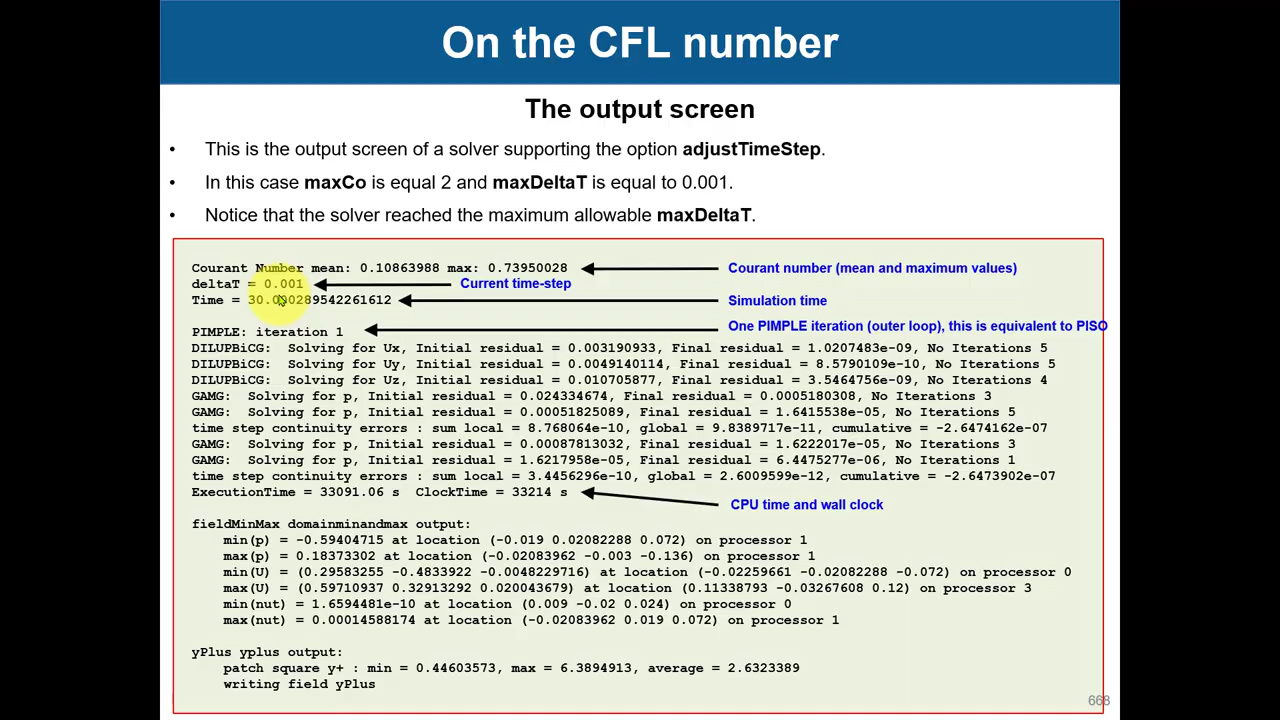 On the CFL number
The output screen
• This is the output screen of a solver supporting the option adjustTimeStep.
• In this case maxCo is equal 2 and maxDeltaT is equal to 0.001.
• Notice that the solver reached the maximum allowable maxDeltaT.
Courant Number mean: 0.10863988 max: 0.73950028 Courant number (mean and maximum values)
deltaT = 0.001 Current time-step
Time = 30.000289542261612 Simulation time
PIMPLE: iteration 1 One PIMPLE iteration (outer loop), this is equivalent to PISO
DILUPBiCG: Solving for Ux, Initial residual = 0.003190933, Final residual = 1.0207483e-09, No Iterations 5
DILUPBiCG: Solving for Uy, Initial residual = 0.0049140114, Final residual = 8.5790109e-10, No Iterations 5
DILUPBiCG: Solving for Uz, Initial residual = 0.010705877, Final residual = 3.5464756e-09, No Iterations 4
GAMG: Solving for p, Initial residual = 0.024334674, Final residual = 0.0005180308, No Iterations 3
GAMG: Solving for p, Initial residual = 0.00051825089, Final residual = 1.6415538e-05, No Iterations 5
time step continuity errors : sum local = 8.768064e-10, global = 9.8389717e-11, cumulative = -2.6474162e-07
GAMG: Solving for p, Initial residual = 0.00087813032, Final residual = 1.6222017e-05, No Iterations 3
GAMG: Solving for p, Initial residual = 1.6217958e-05, Final residual = 6.4475277e-06, No Iterations 1
time step continuity errors : sum local = 3.4456296e-10, global = 2.6009599e-12, cumulative = -2.6473902e-07
ExecutionTime = 33091.06 s ClockTime = 33214 s
CPU time and wall clock
fieldMinMax domainminandmax output:
min(p) = -0.59404715 at location (-0.019 0.02082288 0.072) on processor 1
max(p) = 0.18373302 at location (-0.02083962 -0.003 -0.136) on processor 1
min(U) = (0.29583255 -0.4833922 -0.0048229716) at location (-0.02259661 -0.02082288 -0.072) on processor 0
max(U) = (0.59710937 0.32913292 0.020043679) at location (0.11338793 -0.03267608 0.12) on processor 3
min(nut) = 1.6594481e-10 at location (0.009 -0.02 0.024) on processor 0
max(nut) = 0.00014588174 at location (-0.02083962 0.019 0.072) on processor 1
yPlus yplus output:
patch square y+ : min = 0.44603573, max = 6.3894913, average = 2.6323389
writing field yPlus
668